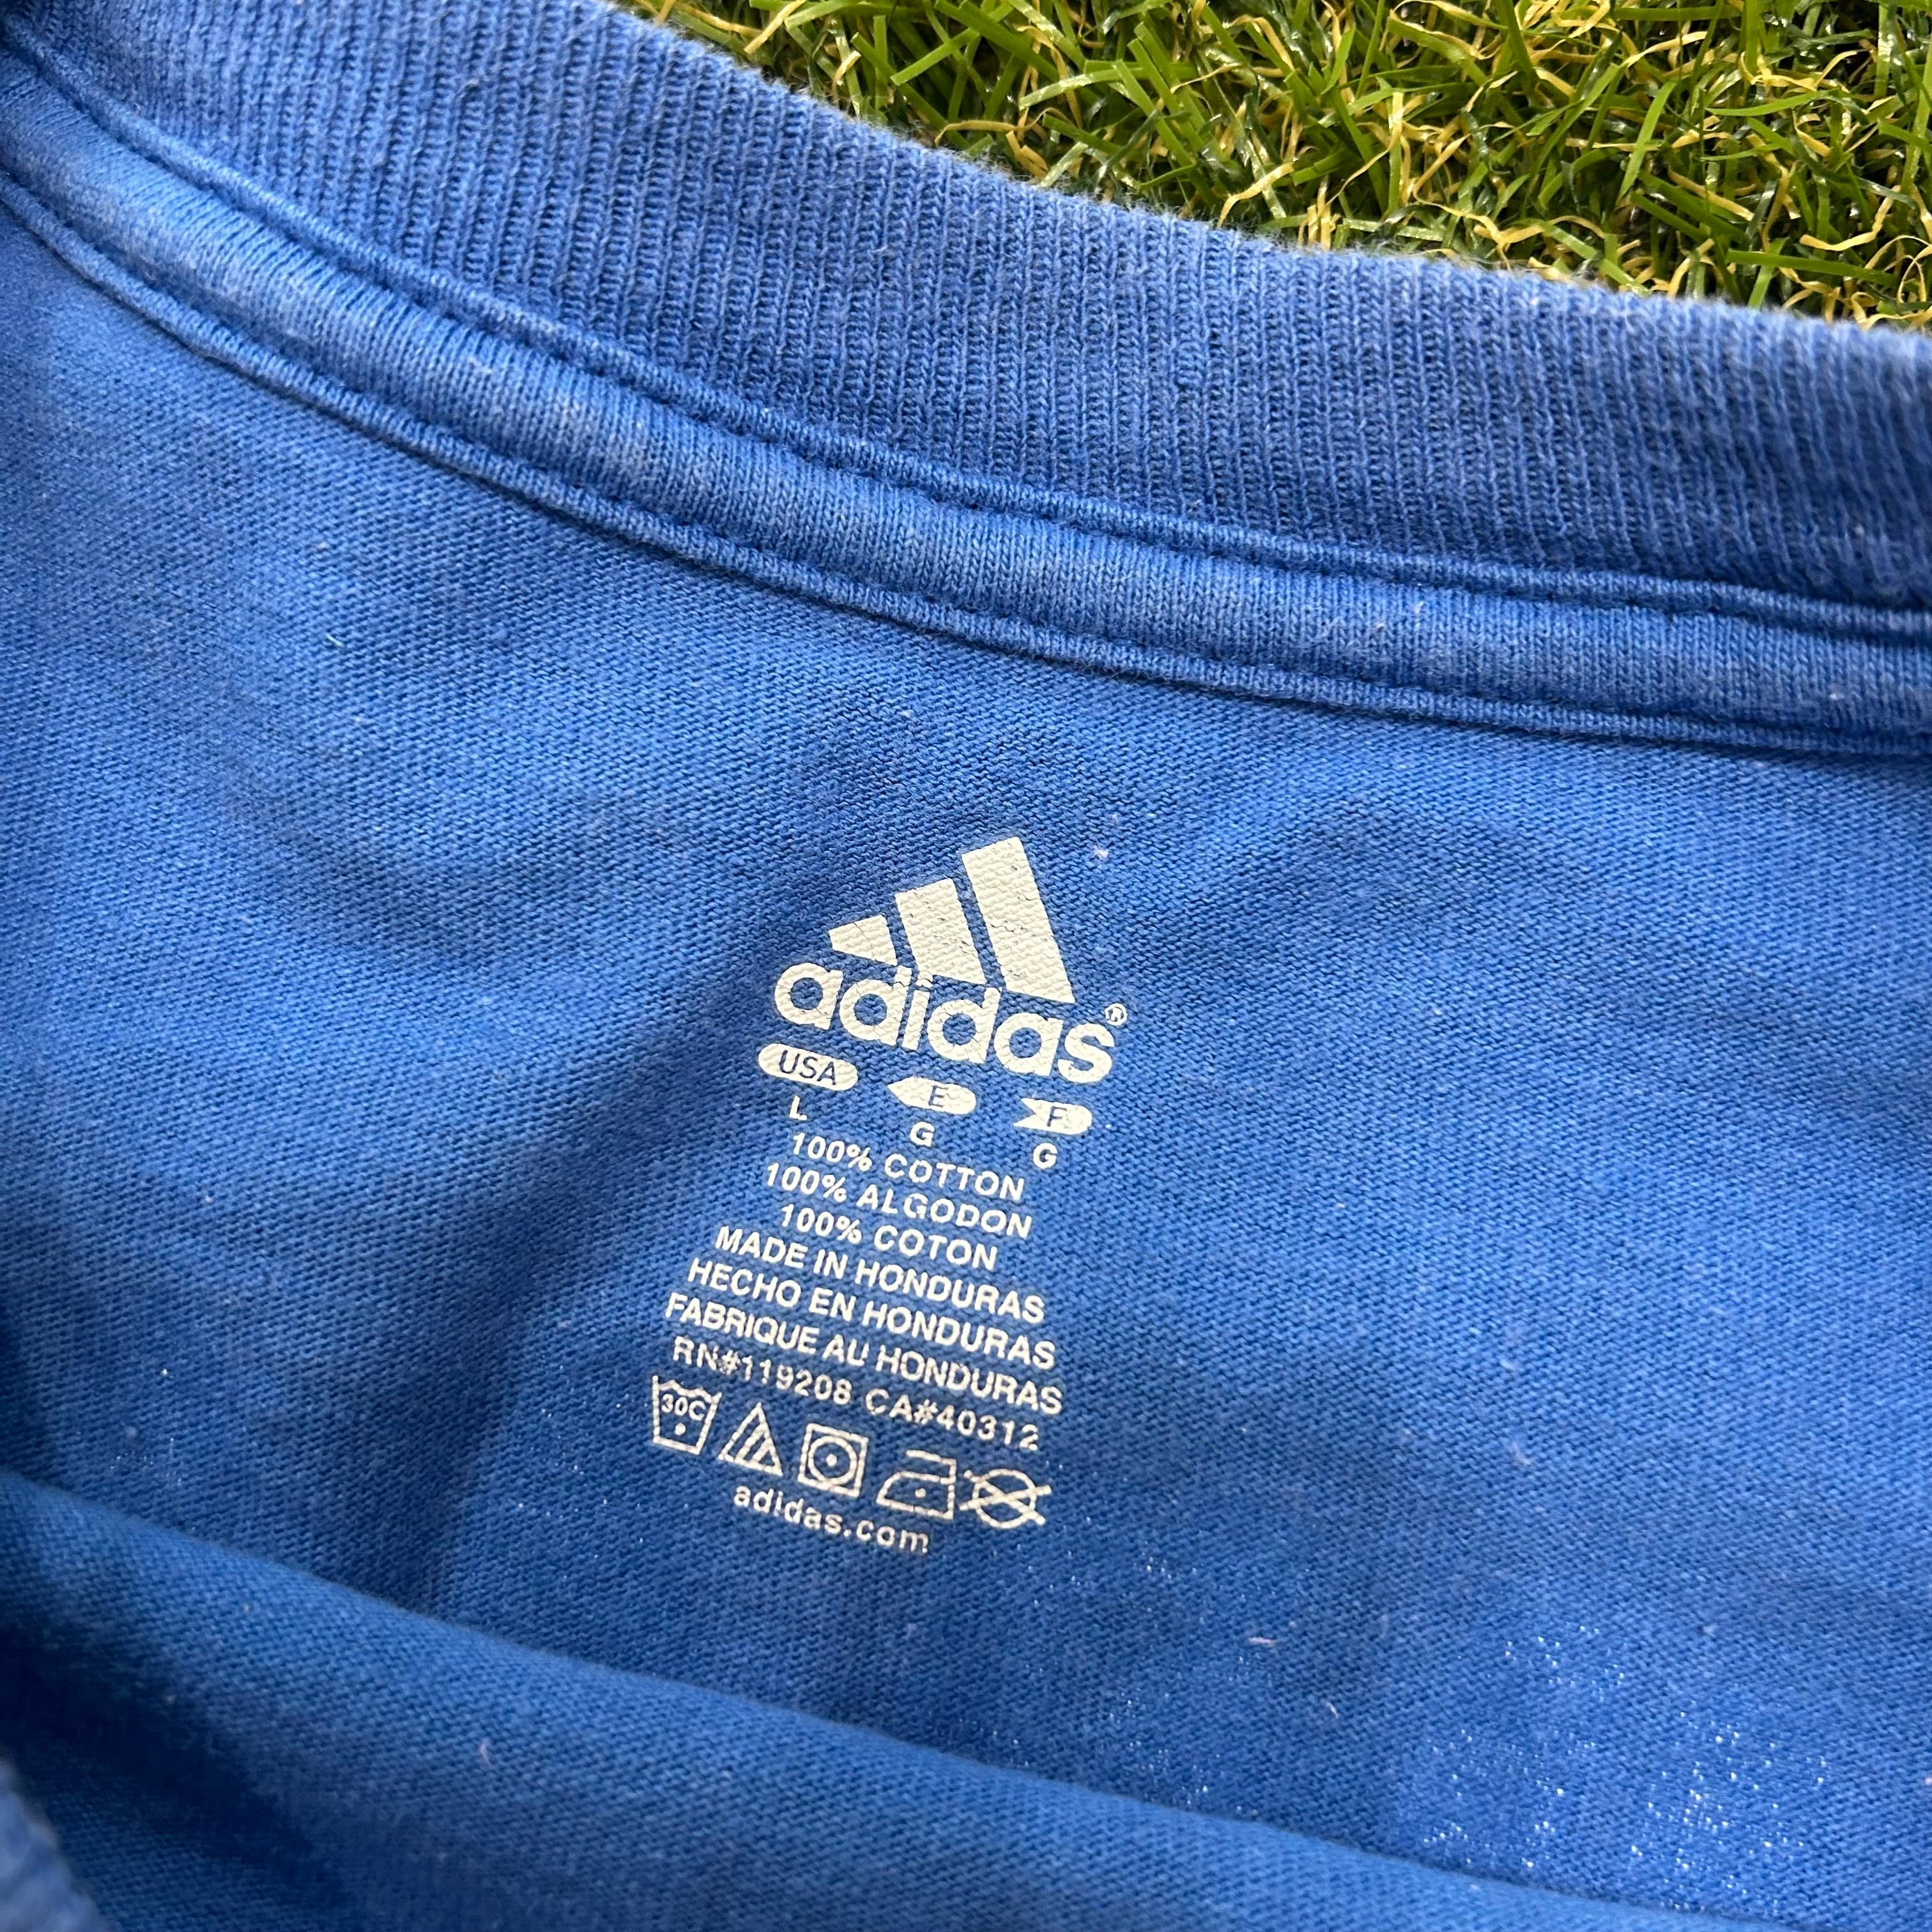 adidas®
USA E F
L G G
100% COTTON
100% ALGODON
100% COTON
MADE IN HONDURAS
HECHO EN HONDURAS
FABRIQUE AU HONDURAS
RN#119208 CA#40312
30C
adidas.com